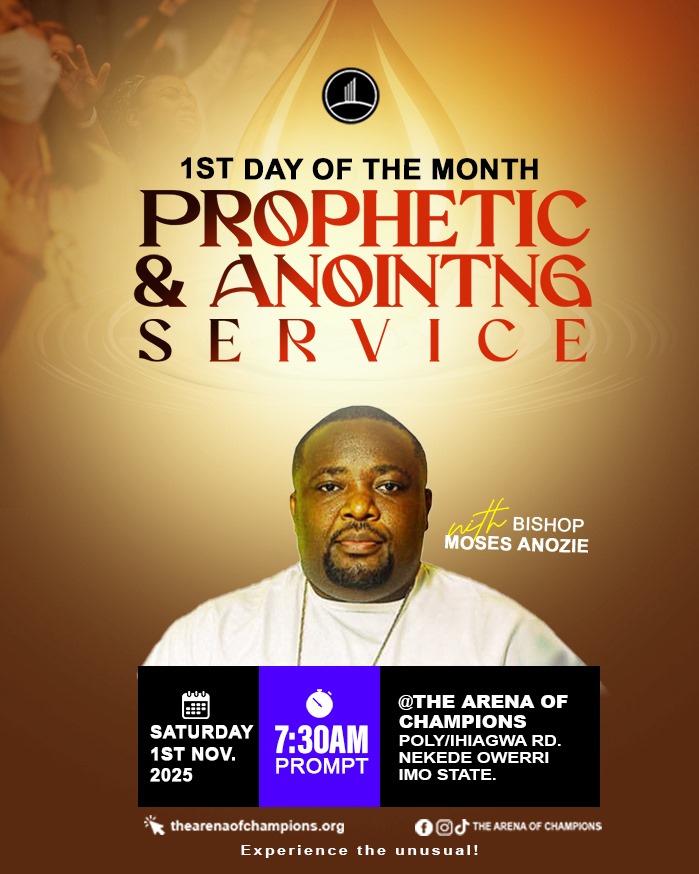 1ST DAY OF THE MONTH
PROPHETIC
& ANOINTNG
SERVICE
with BISHOP
MOSES ANOZIE
SATURDAY
1ST NOV.
2025
7:30AM
PROMPT
@THE ARENA OF
CHAMPIONS
POLY/IHIAGWA RD.
NEKEDE OWERRI
IMO STATE.
thearenaofchampions.org
THE ARENA OF CHAMPIONS
Experience the unusual!